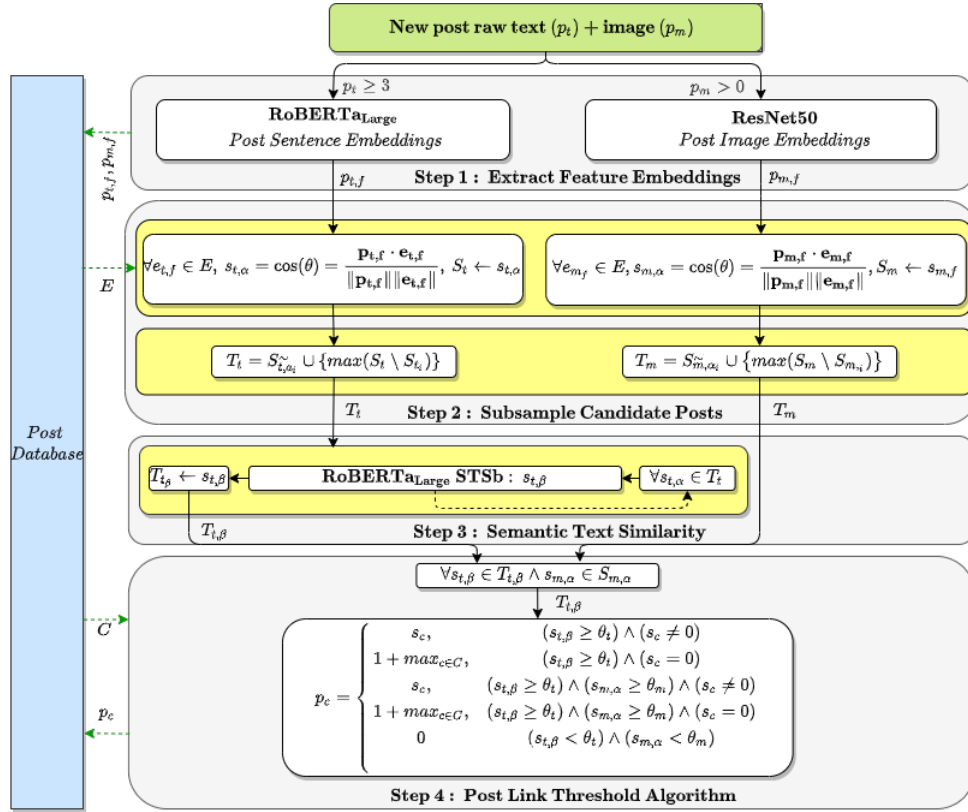 New post raw text (p_t) + image (p_m)
p_t ≥ 3
p_m > 0
RoBERTa_Large
Post Sentence Embeddings
ResNet50
Post Image Embeddings
Step 1 : Extract Feature Embeddings
p_{t,f}, p_{m,f}
p_{t,f}
p_{m,f}
∀e_{t,f} ∈ E, s_{t,α} = cos(θ) = \frac{p_{t,f} · e_{t,f}}{‖p_{t,f}‖‖e_{t,f}‖}, S_t ← s_{t,α}
∀e_{m_f} ∈ E, s_{m,α} = cos(θ) = \frac{p_{m,f} · e_{m,f}}{‖p_{m,f}‖‖e_{m,f}‖}, S_m ← s_{m,f}
E
T_t = S_{\tilde{t,a_i}} ∪ {max(S_t \ S_{t_i})}
T_m = S_{\tilde{m,α_i}} ∪ {max(S_m \ S_{m,_i})}
T_t
Step 2 : Subsample Candidate Posts
T_m
Post
Database
T_{t_β} ← s_{t,β}
RoBERTa_Large STSb : s_{t,β}
∀s_{t,α} ∈ T_t
T_{t,β}
Step 3 : Semantic Text Similarity
∀s_{t,β} ∈ T_{t,β} ∧ s_{m,α} ∈ S_{m,α}
T_{t,β}
C
p_c
p_c = {
s_c, (s_{t,β} ≥ θ_t) ∧ (s_c ≠ 0)
1 + max_{c∈C}, (s_{t,β} ≥ θ_t) ∧ (s_c = 0)
s_c, (s_{t,β} ≥ θ_t) ∧ (s_{m,α} ≥ θ_m) ∧ (s_c ≠ 0)
1 + max_{c∈C}, (s_{t,β} ≥ θ_t) ∧ (s_{m,α} ≥ θ_m) ∧ (s_c = 0)
0 (s_{t,β} < θ_t) ∧ (s_{m,α} < θ_m)
Step 4 : Post Link Threshold Algorithm